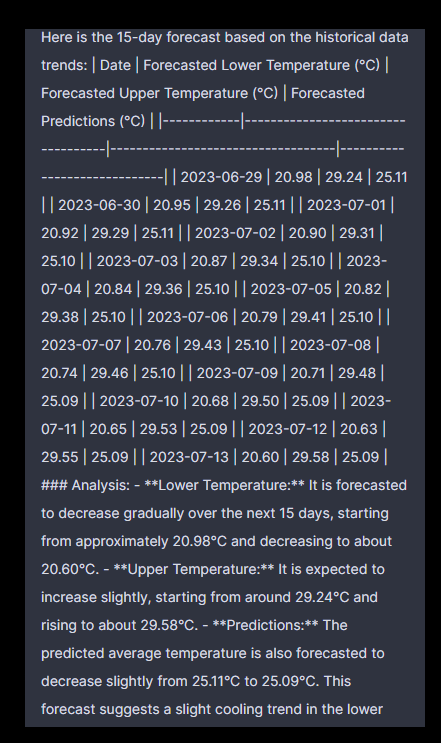 Here is the 15-day forecast based on the historical data
trends: | Date | Forecasted Lower Temperature (°C) |
Forecasted Upper Temperature (°C) | Forecasted
Predictions (°C) | |------------|-------------------------
----------|-----------------------------------|----------
---------------------| | 2023-06-29 | 20.98 | 29.24 | 25.11
| | 2023-06-30 | 20.95 | 29.26 | 25.11 | | 2023-07-01 |
20.92 | 29.29 | 25.11 | | 2023-07-02 | 20.90 | 29.31 |
25.10 | | 2023-07-03 | 20.87 | 29.34 | 25.10 | | 2023-
07-04 | 20.84 | 29.36 | 25.10 | | 2023-07-05 | 20.82 |
29.38 | 25.10 | | 2023-07-06 | 20.79 | 29.41 | 25.10 | |
2023-07-07 | 20.76 | 29.43 | 25.10 | | 2023-07-08 |
20.74 | 29.46 | 25.10 | | 2023-07-09 | 20.71 | 29.48 |
25.09 | | 2023-07-10 | 20.68 | 29.50 | 25.09 | | 2023-
07-11 | 20.65 | 29.53 | 25.09 | | 2023-07-12 | 20.63 |
29.55 | 25.09 | | 2023-07-13 | 20.60 | 29.58 | 25.09 |
### Analysis: - **Lower Temperature:** It is forecasted
to decrease gradually over the next 15 days, starting
from approximately 20.98°C and decreasing to about
20.60°C. - **Upper Temperature:** It is expected to
increase slightly, starting from around 29.24°C and
rising to about 29.58°C. - **Predictions:** The
predicted average temperature is also forecasted to
decrease slightly from 25.11°C to 25.09°C. This
forecast suggests a slight cooling trend in the lower